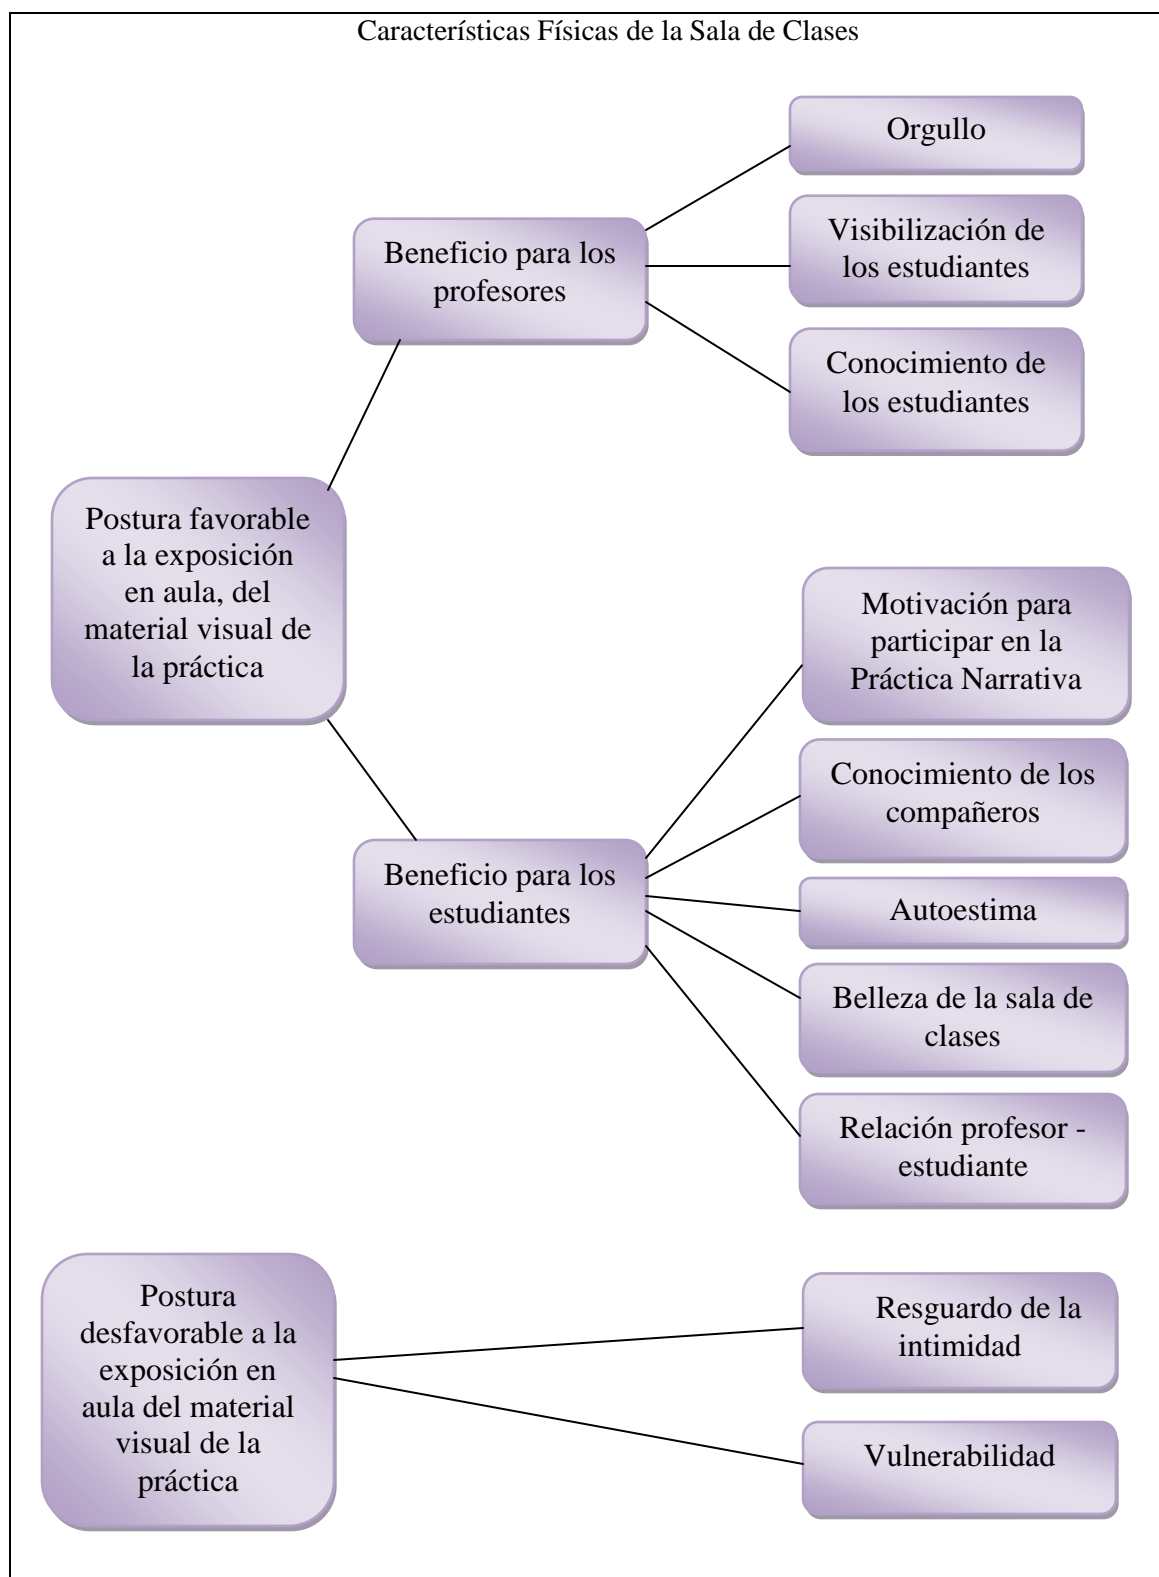 Características Físicas de la Sala de Clases
Orgullo
Beneficio para los
profesores
Visibilización de
los estudiantes
Conocimiento de
los estudiantes
Postura favorable
a la exposición
en aula, del
material visual de
la práctica
Motivación para
participar en la
Práctica Narrativa
Conocimiento de los
compañeros
Beneficio para los
estudiantes
Autoestima
Belleza de la sala de
clases
Relación profesor -
estudiante
Postura
desfavorable a la
exposición en
aula del material
visual de la
práctica
Resguardo de la
intimidad
Vulnerabilidad